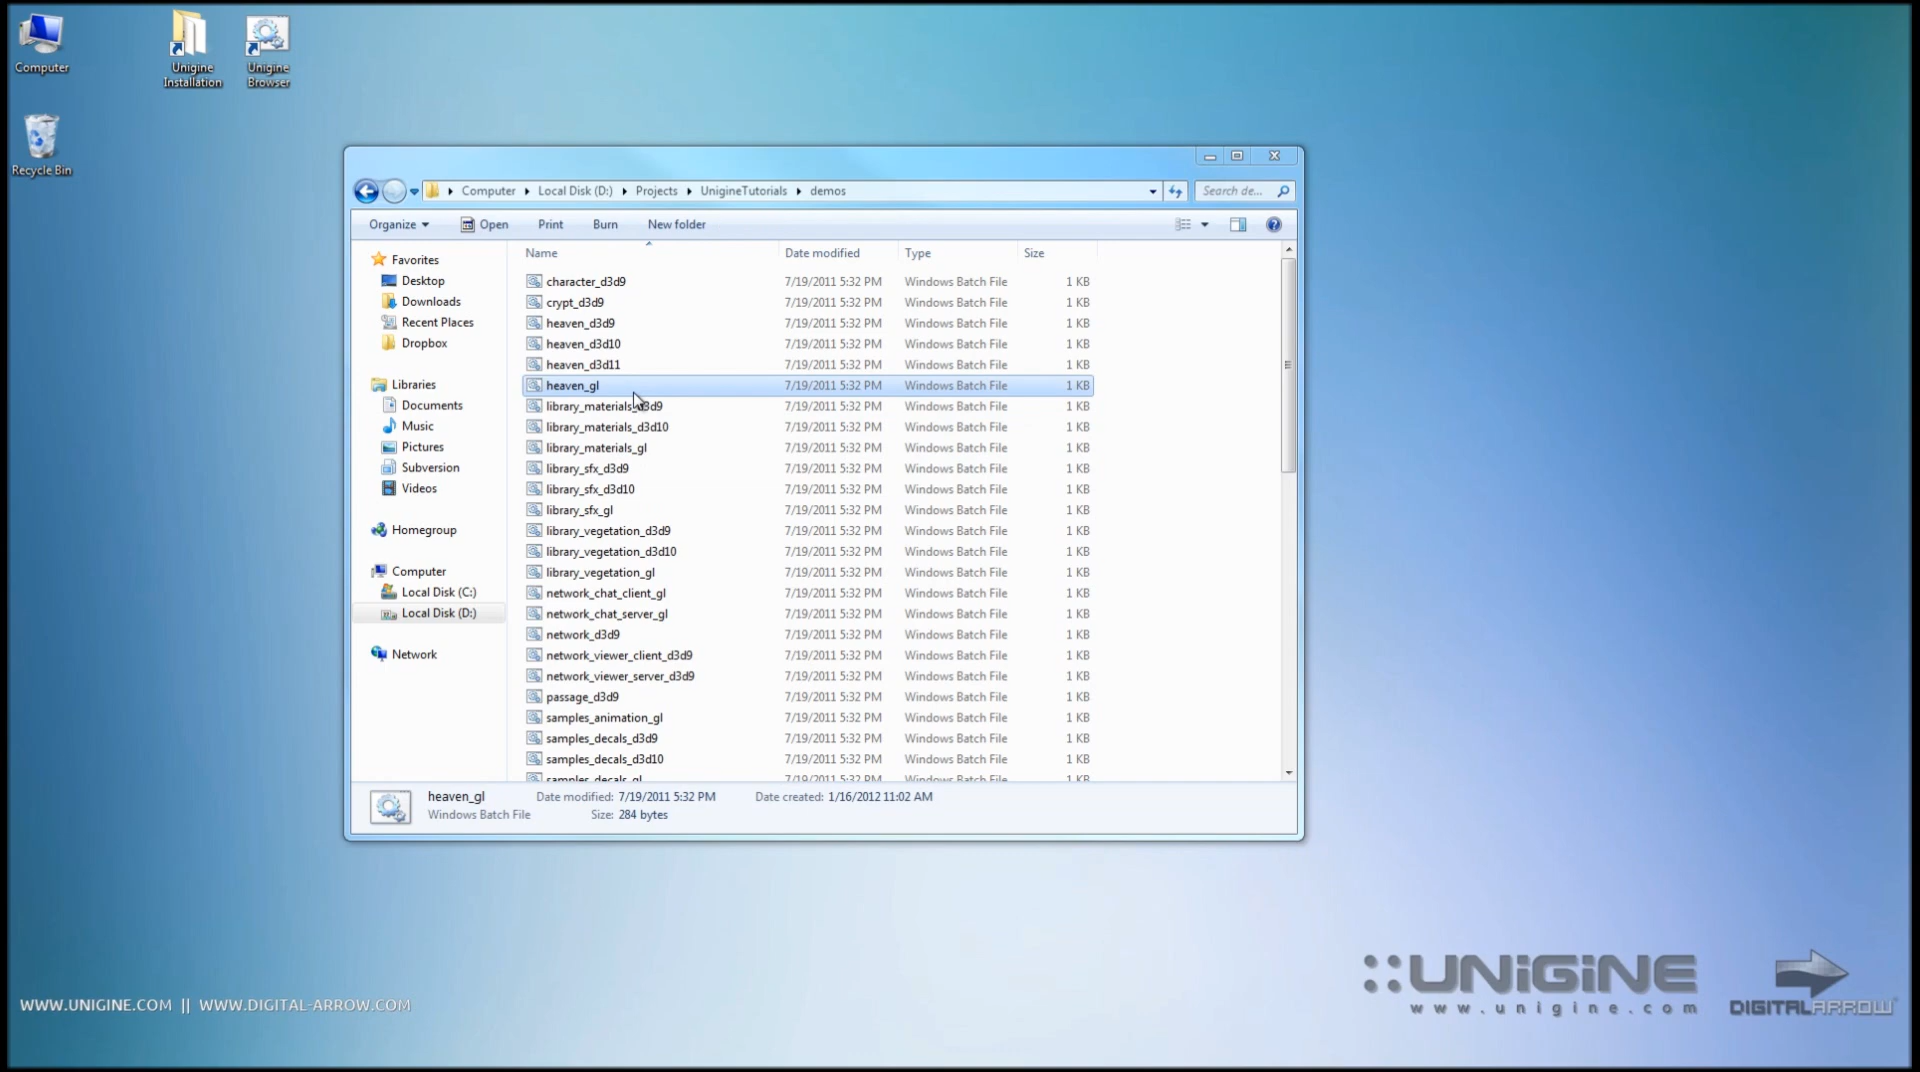 Computer
Unigine Installation
Unigine Browser
Recycle Bin
Computer Local Disk (D:) Projects UnigineTutorials demos
Search de...
Organize Open Print Burn New folder
Name Date modified Type Size
Favorites
Desktop
Downloads
Recent Places
Dropbox
Libraries
Documents
Music
Pictures
Subversion
Videos
Homegroup
Computer
Local Disk (C:)
Local Disk (D:)
Network
character_d3d9 7/19/2011 5:32 PM Windows Batch File 1 KB
crypt_d3d9 7/19/2011 5:32 PM Windows Batch File 1 KB
heaven_d3d9 7/19/2011 5:32 PM Windows Batch File 1 KB
heaven_d3d10 7/19/2011 5:32 PM Windows Batch File 1 KB
heaven_d3d11 7/19/2011 5:32 PM Windows Batch File 1 KB
heaven_gl 7/19/2011 5:32 PM Windows Batch File 1 KB
library_materials_d3d9 7/19/2011 5:32 PM Windows Batch File 1 KB
library_materials_d3d10 7/19/2011 5:32 PM Windows Batch File 1 KB
library_materials_gl 7/19/2011 5:32 PM Windows Batch File 1 KB
library_sfx_d3d9 7/19/2011 5:32 PM Windows Batch File 1 KB
library_sfx_d3d10 7/19/2011 5:32 PM Windows Batch File 1 KB
library_sfx_gl 7/19/2011 5:32 PM Windows Batch File 1 KB
library_vegetation_d3d9 7/19/2011 5:32 PM Windows Batch File 1 KB
library_vegetation_d3d10 7/19/2011 5:32 PM Windows Batch File 1 KB
library_vegetation_gl 7/19/2011 5:32 PM Windows Batch File 1 KB
network_chat_client_gl 7/19/2011 5:32 PM Windows Batch File 1 KB
network_chat_server_gl 7/19/2011 5:32 PM Windows Batch File 1 KB
network_d3d9 7/19/2011 5:32 PM Windows Batch File 1 KB
network_viewer_client_d3d9 7/19/2011 5:32 PM Windows Batch File 1 KB
network_viewer_server_d3d9 7/19/2011 5:32 PM Windows Batch File 1 KB
passage_d3d9 7/19/2011 5:32 PM Windows Batch File 1 KB
samples_animation_gl 7/19/2011 5:32 PM Windows Batch File 1 KB
samples_decals_d3d9 7/19/2011 5:32 PM Windows Batch File 1 KB
samples_decals_d3d10 7/19/2011 5:32 PM Windows Batch File 1 KB
samples_decals_gl 7/19/2011 5:32 PM Windows Batch File 1 KB
heaven_gl Date modified: 7/19/2011 5:32 PM Date created: 1/16/2012 11:02 AM
Windows Batch File Size: 284 bytes
::UNiGiNE
www.unigine.com
DIGITALARROW
WWW.UNIGINE.COM || WWW.DIGITAL-ARROW.COM